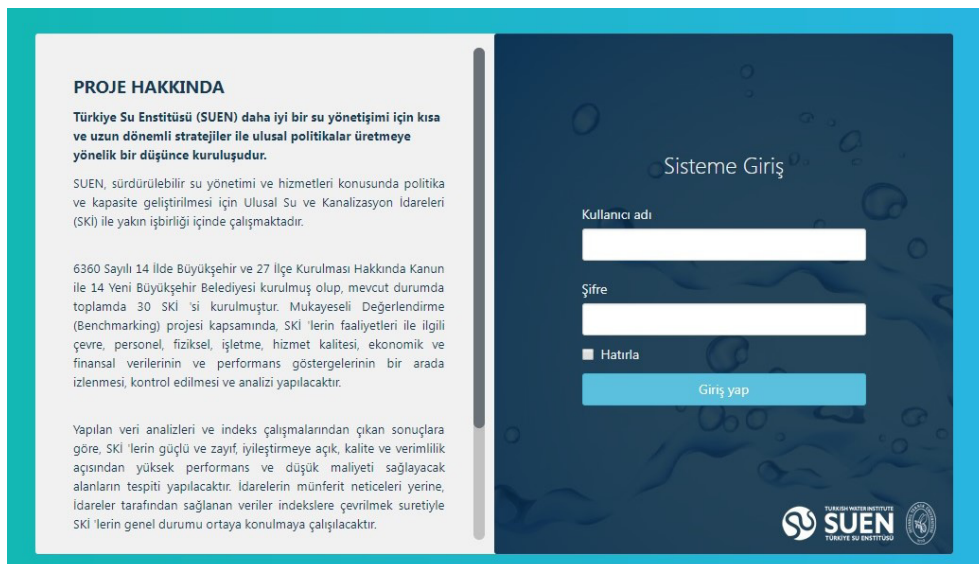 PROJE HAKKINDA
Türkiye Su Enstitüsü (SUEN) daha iyi bir su yönetişimi için kısa
ve uzun dönemli stratejiler ile ulusal politikalar üretmeye
yönelik bir düşünce kuruluşudur.
SUEN, sürdürülebilir su yönetimi ve hizmetleri konusunda politika
ve kapasite geliştirilmesi için Ulusal Su ve Kanalizasyon İdareleri
(SKİ) ile yakın işbirliği içinde çalışmaktadır.
6360 Sayılı 14 İlde Büyükşehir ve 27 İlçe Kurulması Hakkında Kanun
ile 14 Yeni Büyükşehir Belediyesi kurulmuş olup, mevcut durumda
toplamda 30 SKİ 'si kurulmuştur. Mukayeseli Değerlendirme
(Benchmarking) projesi kapsamında, SKİ 'lerin faaliyetleri ile ilgili
çevre, personel, fiziksel, işletme, hizmet kalitesi, ekonomik ve
finansal verilerinin ve performans göstergelerinin bir arada
izlenmesi, kontrol edilmesi ve analizi yapılacaktır.
Yapılan veri analizleri ve indeks çalışmalarından çıkan sonuçlara
göre, SKİ 'lerin güçlü ve zayıf, iyileştirmeye açık, kalite ve verimlilik
açısından yüksek performans ve düşük maliyeti sağlayacak
alanların tespiti yapılacaktır. İdarelerin münferit neticeleri yerine,
İdareler tarafından sağlanan veriler indekslere çevrilmek suretiyle
SKİ 'lerin genel durumu ortaya konulmaya çalışılacaktır.
Sisteme Giriş
Kullanıcı adı
Şifre
Hatırla
Giriş yap
TURKISH WATER INSTITUTE
SUEN
TÜRKİYE SU ENSTİTÜSÜ